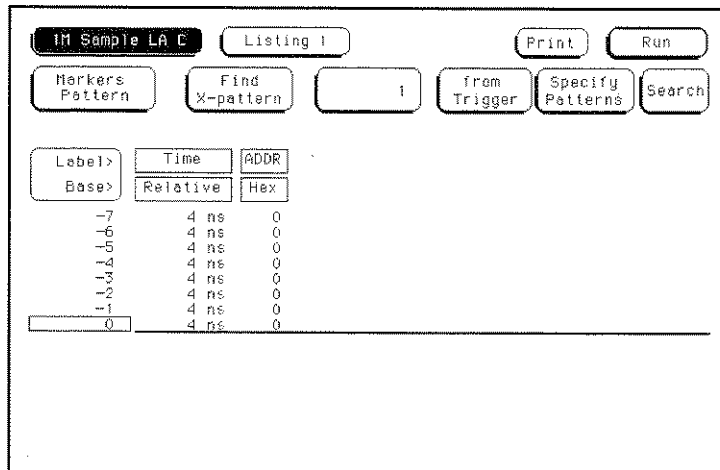 1M Sample LA C Listing 1 Print Run
Markers Pattern Find X-pattern 1 from Trigger Specify Patterns Search
Label> Time ADDR
Base> Relative Hex
-7 4 ns 0
-6 4 ns 0
-5 4 ns 0
-4 4 ns 0
-3 4 ns 0
-2 4 ns 0
-1 4 ns 0
0 4 ns 0